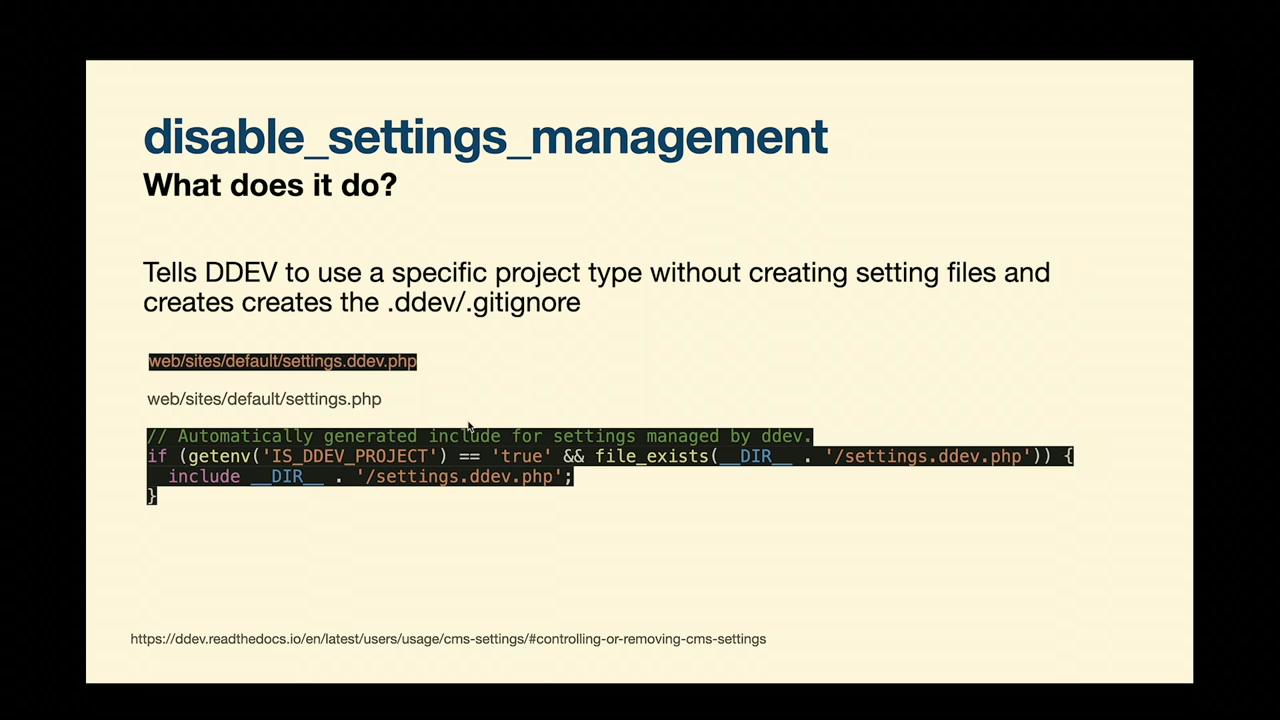 disable_settings_management
What does it do?
Tells DDEV to use a specific project type without creating setting files and
creates creates the .ddev/.gitignore
web/sites/default/settings.ddev.php
web/sites/default/settings.php
// Automatically generated include for settings managed by ddev.
if (getenv('IS_DDEV_PROJECT') == 'true' && file_exists(__DIR__ . '/settings.ddev.php')) {
  include __DIR__ . '/settings.ddev.php';
}
https://ddev.readthedocs.io/en/latest/users/usage/cms-settings/#controlling-or-removing-cms-settings